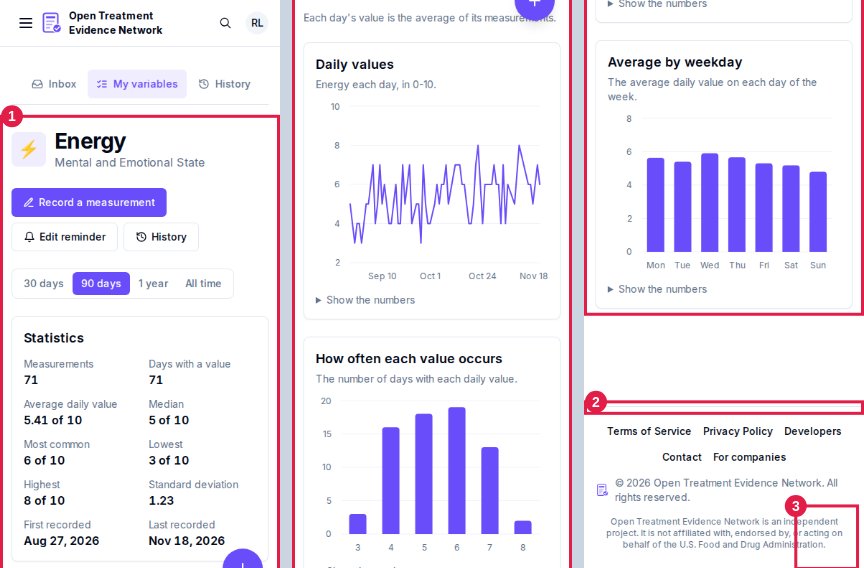 Open Treatment
Evidence Network
RL
Inbox
My variables
History
1
Energy
Mental and Emotional State
Record a measurement
Edit reminder
History
30 days
90 days
1 year
All time
Statistics
Measurements
71
Days with a value
71
Average daily value
5.41 of 10
Median
5 of 10
Most common
6 of 10
Lowest
3 of 10
Highest
8 of 10
Standard deviation
1.23
First recorded
Aug 27, 2026
Last recorded
Nov 18, 2026
Each day's value is the average of its measurements.
Daily values
Energy each day, in 0-10.
10
8
6
4
2
Sep 10
Oct 1
Oct 24
Nov 18
Show the numbers
How often each value occurs
The number of days with each daily value.
20
15
10
5
0
3
4
5
6
7
8
Show the numbers
Average by weekday
The average daily value on each day of the
week.
8
6
4
2
0
Mon
Tue
Wed
Thu
Fri
Sat
Sun
Show the numbers
2
Terms of Service
Privacy Policy
Developers
Contact
For companies
© 2026 Open Treatment Evidence Network. All
rights reserved.
3
Open Treatment Evidence Network is an independent
project. It is not affiliated with, endorsed by, or acting on
behalf of the U.S. Food and Drug Administration.